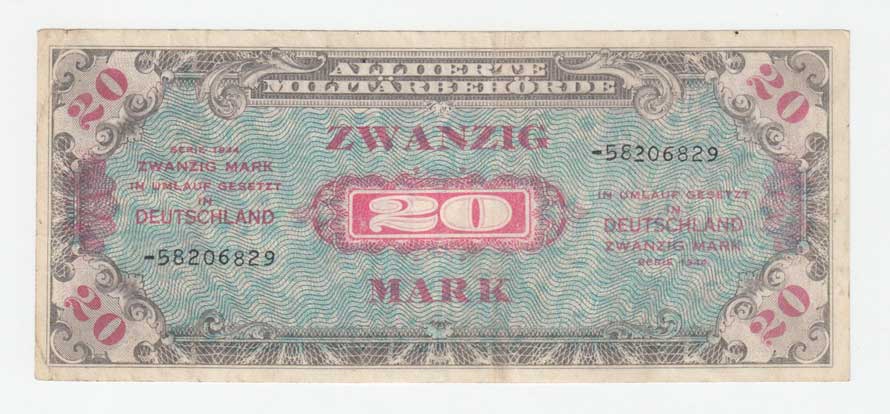 20
ALLIIERTE
20
MILITÄRBEHÖRDE
ZWANZIG
-58206829
SERIE 1944
ZWANZIG MARK
IN UMLAUF GESETZT
IN
DEUTSCHLAND
20
IN UMLAUF GESETZT
IN
DEUTSCHLAND
ZWANZIG MARK
SERIE 1944
-58206829
MARK
20
20